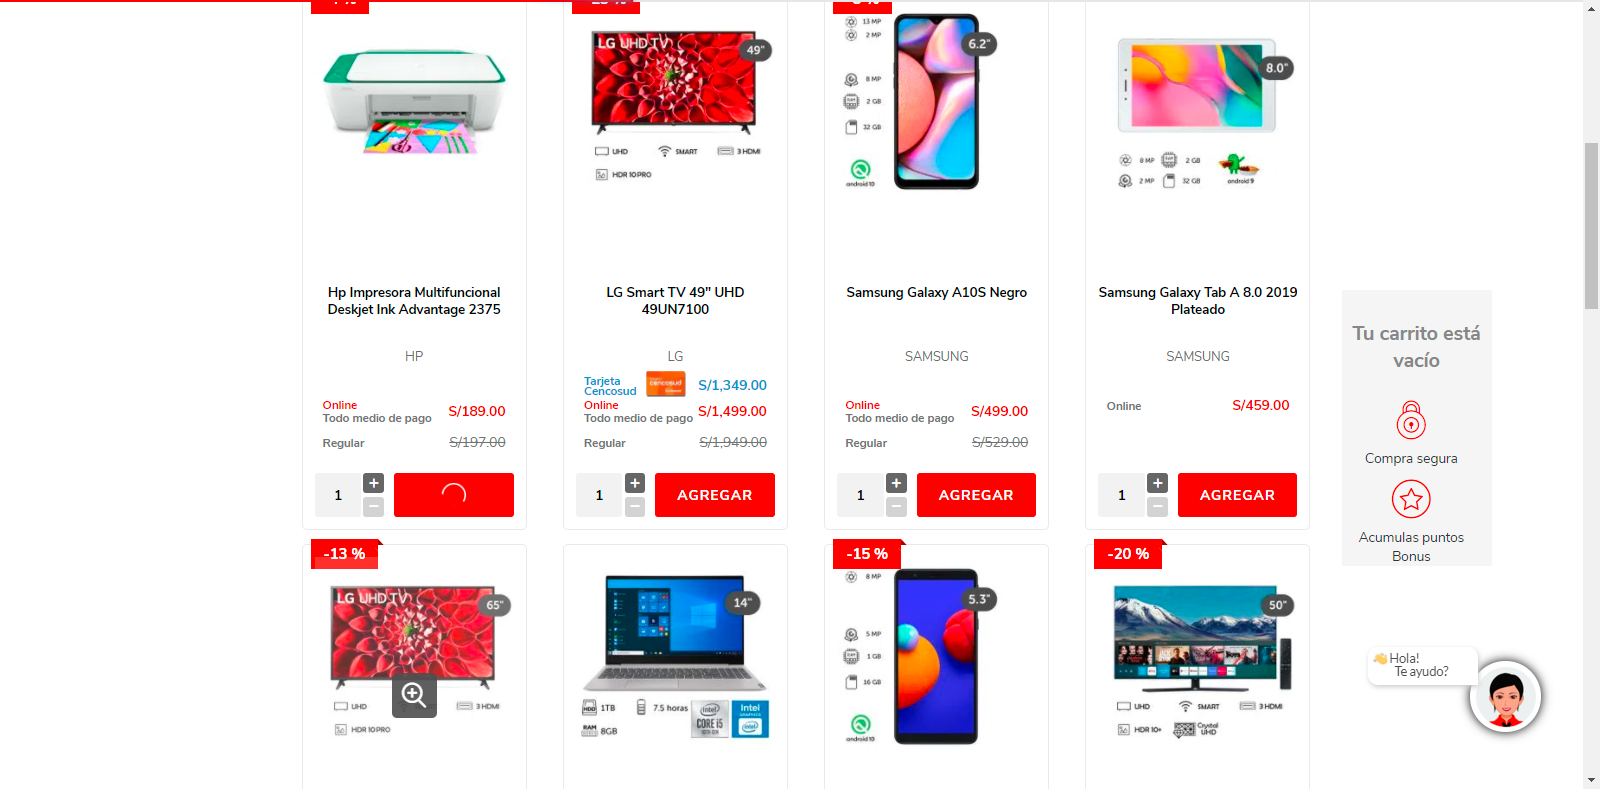 LG UHD TV
49"
UHD
SMART
3 HDMI
HDR 10 PRO
13 MP
2 MP
8 MP
2 GB
32 GB
6.2"
android 10
8.0"
8 MP
2 GB
2 MP
32 GB
android 9
Hp Impresora Multifuncional
Deskjet Ink Advantage 2375
HP
Online
Todo medio de pago
S/189.00
Regular
S/197.00
1
+
−
LG Smart TV 49" UHD
49UN7100
LG
Tarjeta
Cencosud
cencosud
S/1,349.00
Online
Todo medio de pago
S/1,499.00
Regular
S/1,949.00
1
+
−
AGREGAR
Samsung Galaxy A10S Negro
SAMSUNG
Online
Todo medio de pago
S/499.00
Regular
S/529.00
1
+
−
AGREGAR
Samsung Galaxy Tab A 8.0 2019
Plateado
SAMSUNG
Online
S/459.00
1
+
−
AGREGAR
Tu carrito está
vacío
Compra segura
Acumulas puntos
Bonus
-13 %
LG UHD TV
65"
UHD
3 HDMI
HDR 10 PRO
14"
HDD
1TB
7.5 horas
RAM
8GB
intel
CORE i5
Intel
GRAPHICS
intel
-15 %
8 MP
5 MP
1 GB
16 GB
5.3"
android 10
-20 %
50"
UHD
SMART
3 HDMI
HDR 10+
Crystal
UHD
Hola!
Te ayudo?